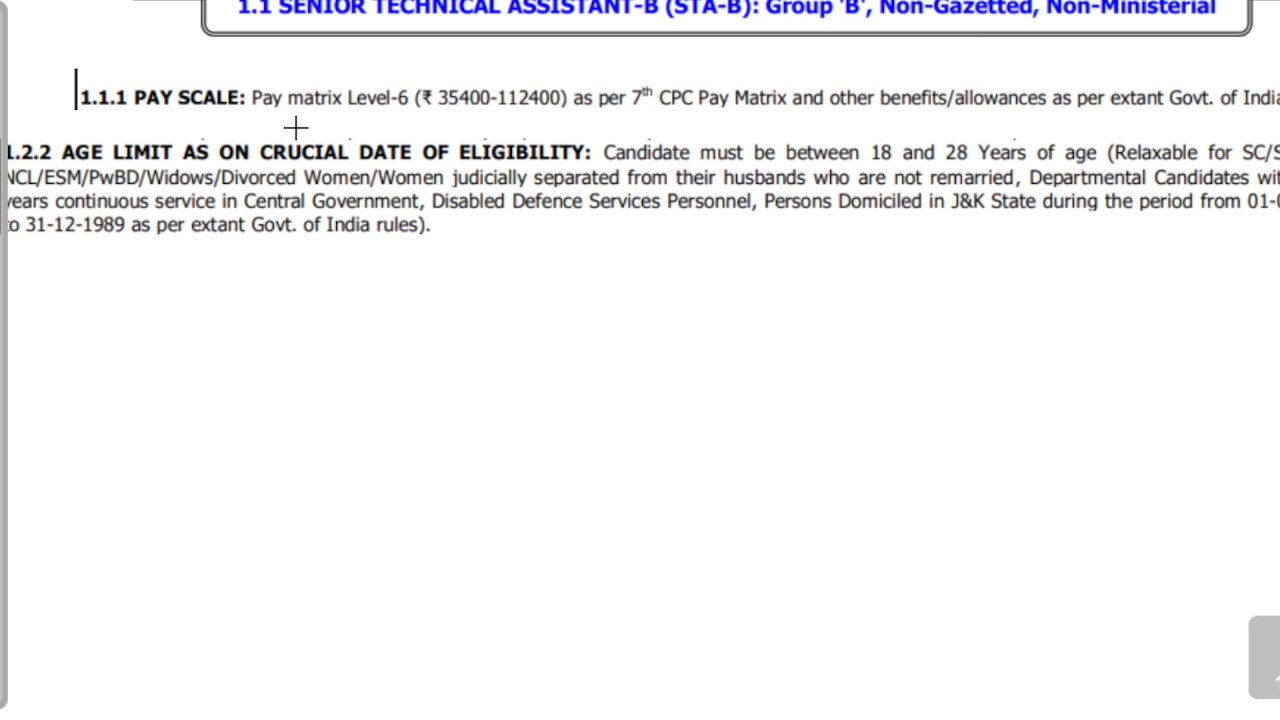 1.1 SENIOR TECHNICAL ASSISTANT-B (STA-B): Group 'B', Non-Gazetted, Non-Ministerial
1.1.1 PAY SCALE: Pay matrix Level-6 (₹ 35400-112400) as per 7th CPC Pay Matrix and other benefits/allowances as per extant Govt. of India
1.2.2 AGE LIMIT AS ON CRUCIAL DATE OF ELIGIBILITY: Candidate must be between 18 and 28 Years of age (Relaxable for SC/S
NCL/ESM/PwBD/Widows/Divorced Women/Women judicially separated from their husbands who are not remarried, Departmental Candidates wit
years continuous service in Central Government, Disabled Defence Services Personnel, Persons Domiciled in J&K State during the period from 01-0
to 31-12-1989 as per extant Govt. of India rules).